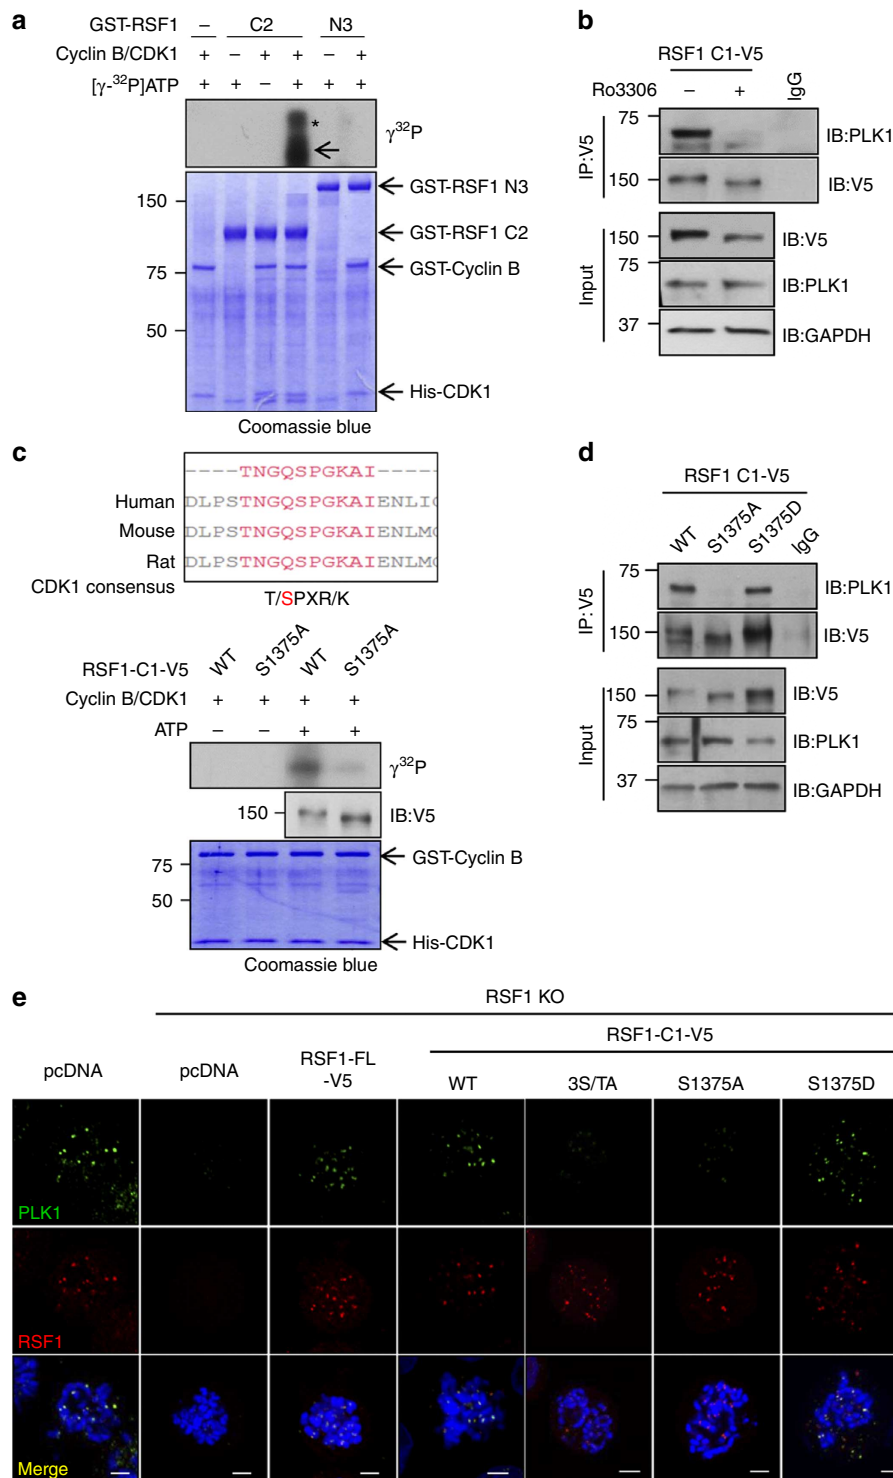 a
GST-RSF1 – C2 N3
Cyclin B/CDK1 + – + + – +
[γ-³²P]ATP + + – + + +
*
γ³²P
150
75
50
GST-RSF1 N3
GST-RSF1 C2
GST-Cyclin B
His-CDK1
Coomassie blue
b
RSF1 C1-V5
Ro3306 – + IgG
IP:V5
75
IB:PLK1
150
IB:V5
Input
150
IB:V5
75
IB:PLK1
37
IB:GAPDH
c
----TNGQSPGKAI----
Human DLPSTNGQSPGKAIENLI
Mouse DLPSTNGQSPGKAIENLM
Rat DLPSTNGQSPGKAIENLM
CDK1 consensus
T/SPXR/K
RSF1-C1-V5 WT S1375A WT S1375A
Cyclin B/CDK1 + + + +
ATP – – + +
γ³²P
150
IB:V5
75
50
GST-Cyclin B
His-CDK1
Coomassie blue
d
RSF1 C1-V5
WT S1375A S1375D IgG
IP:V5
75
IB:PLK1
150
IB:V5
Input
150
IB:V5
75
IB:PLK1
37
IB:GAPDH
e
RSF1 KO
RSF1-C1-V5
pcDNA pcDNA RSF1-FL
-V5
WT 3S/TA S1375A S1375D
PLK1
RSF1
Merge